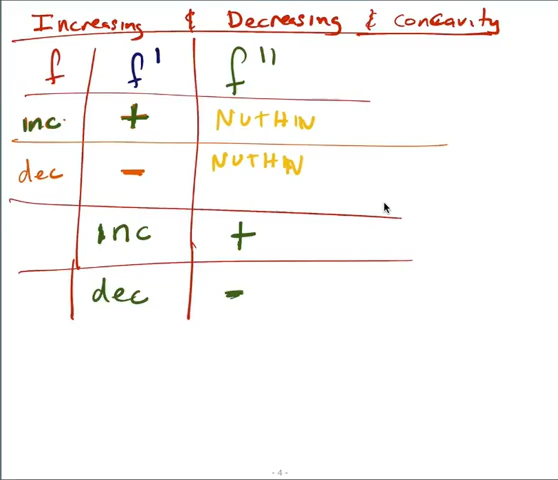 Increasing & Decreasing & concavity
f f' f''
inc. + NUTHIN
dec - NUTHIN
inc +
dec -
- 4 -